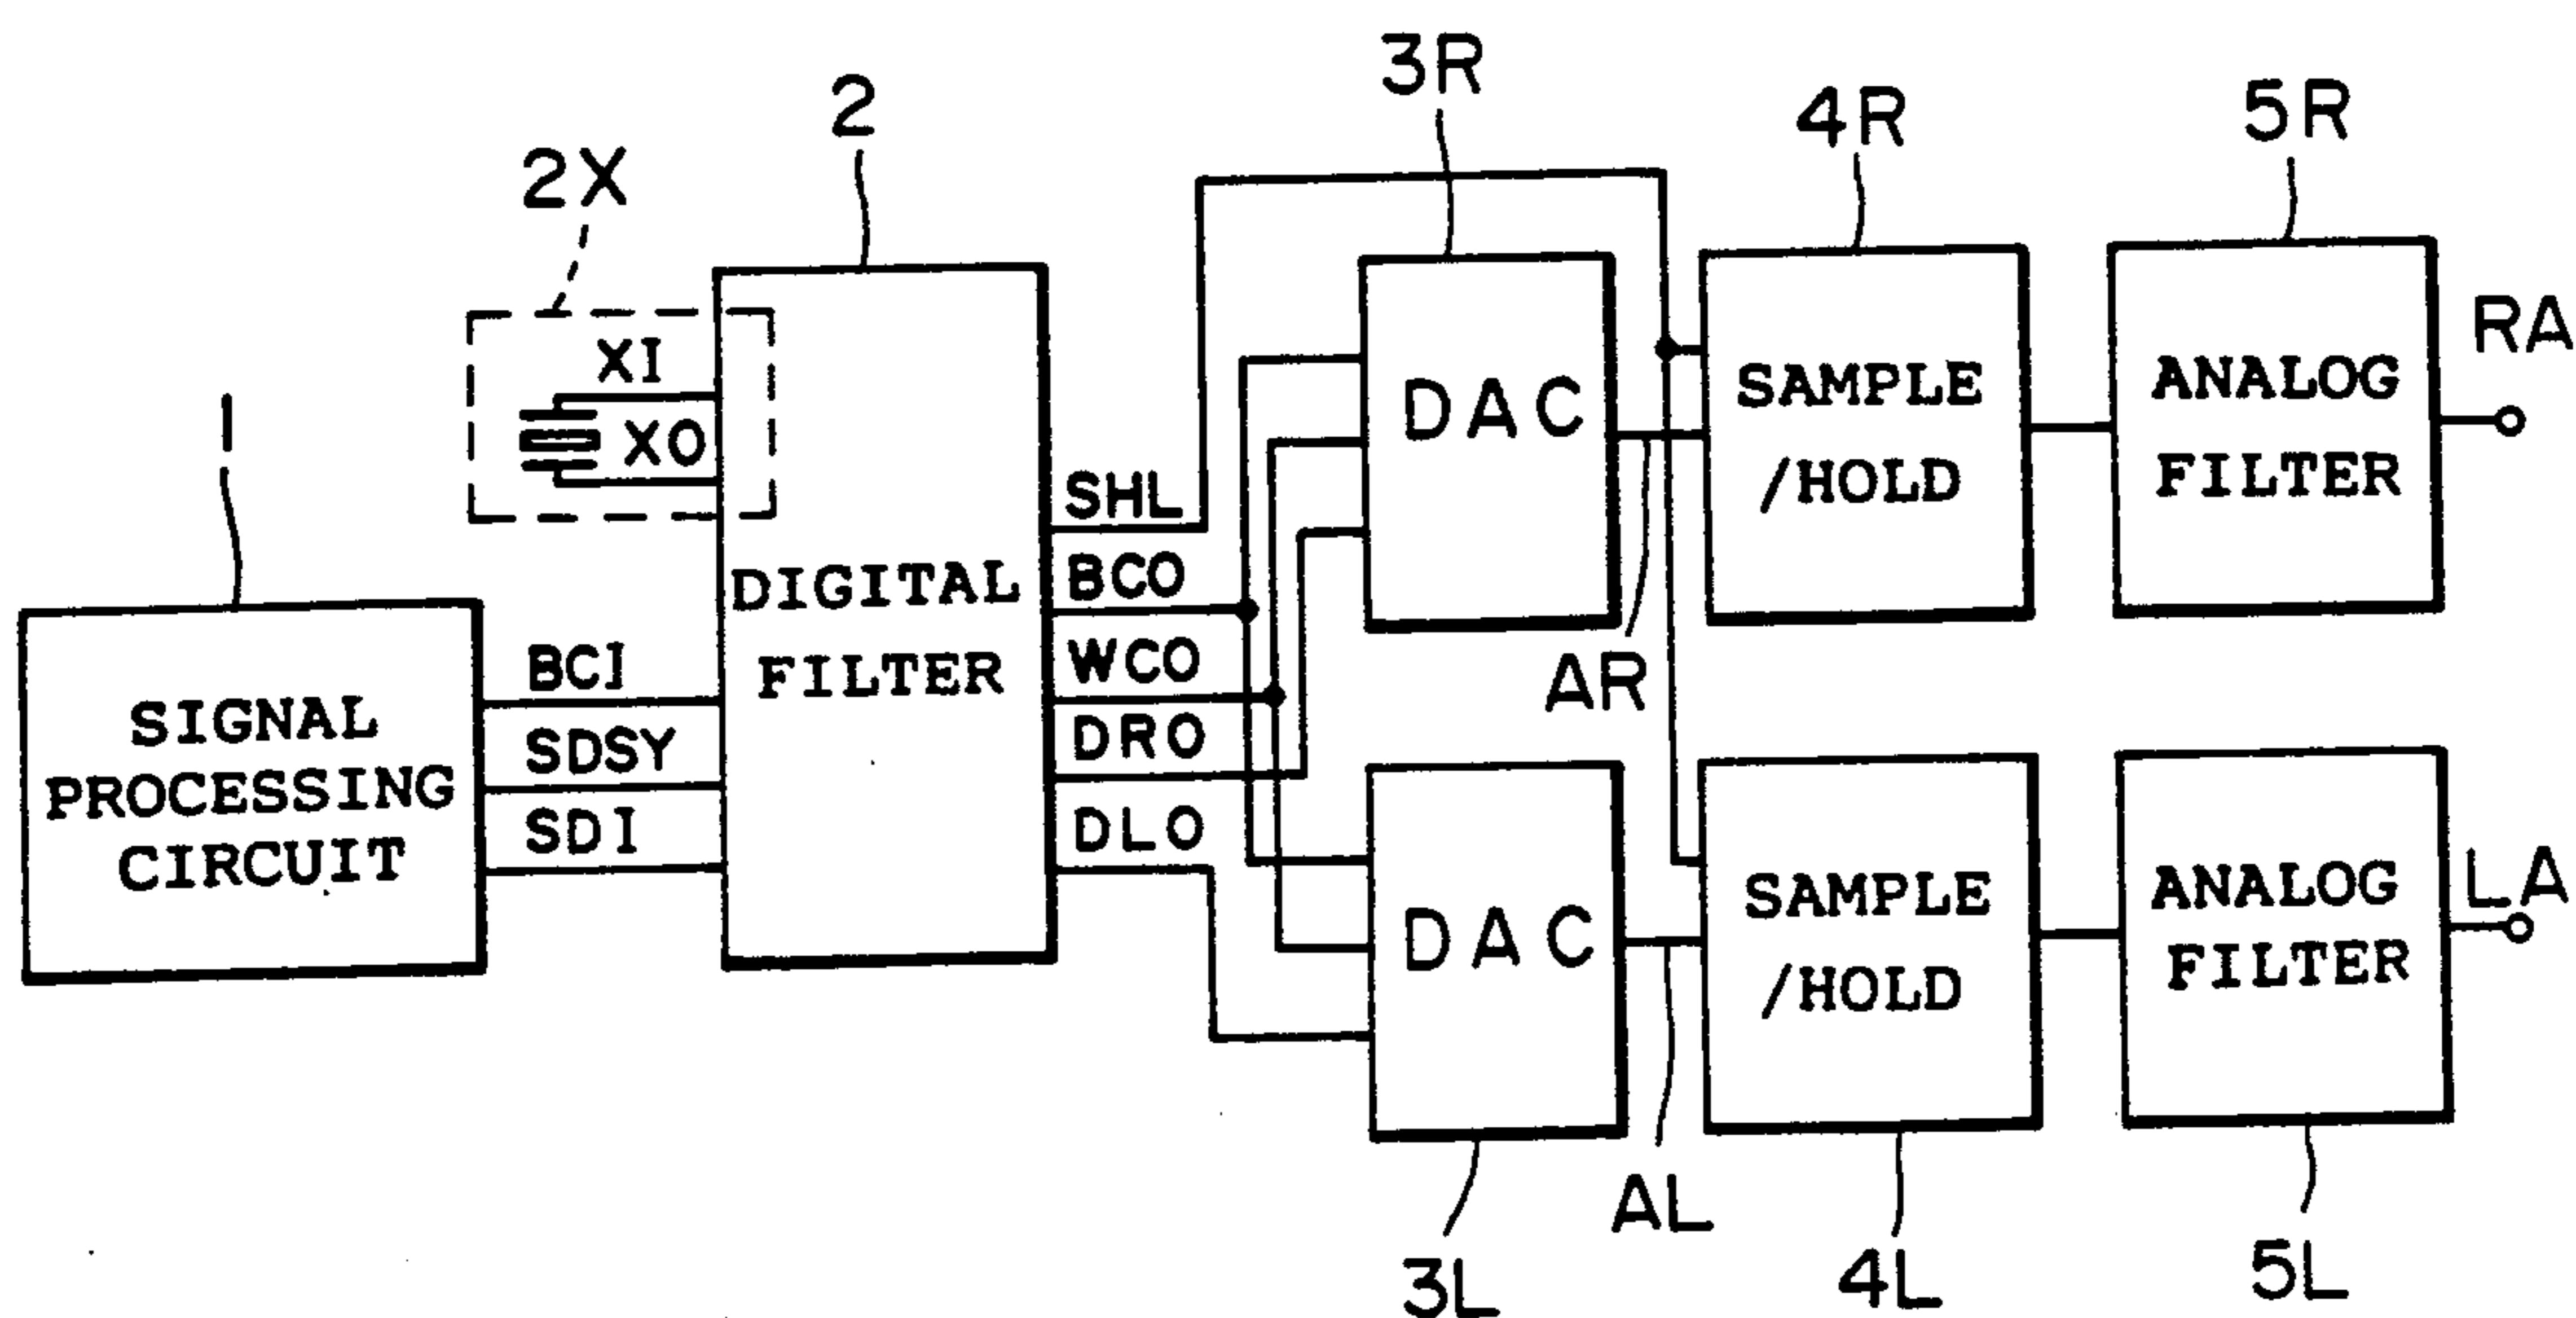 3R
2
4R
5R
2X
XI
XO
RA
SHL
DAC
SAMPLE
/HOLD
ANALOG
FILTER
1
DIGITAL
FILTER
BCO
WCO
DRO
DLO
AR
BCI
SDSY
SDI
SIGNAL
PROCESSING
CIRCUIT
DAC
SAMPLE
/HOLD
ANALOG
FILTER
LA
AL
3L
4L
5L